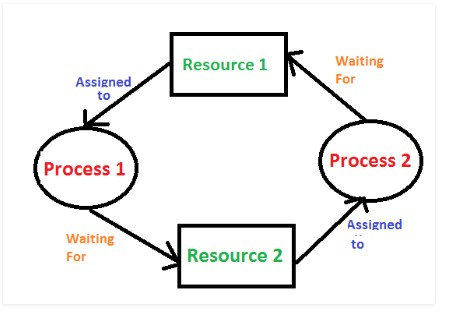 Resource 1
Waiting
For
Assigned
to
Process 1
Process 2
Waiting
For
Resource 2
Assigned
to